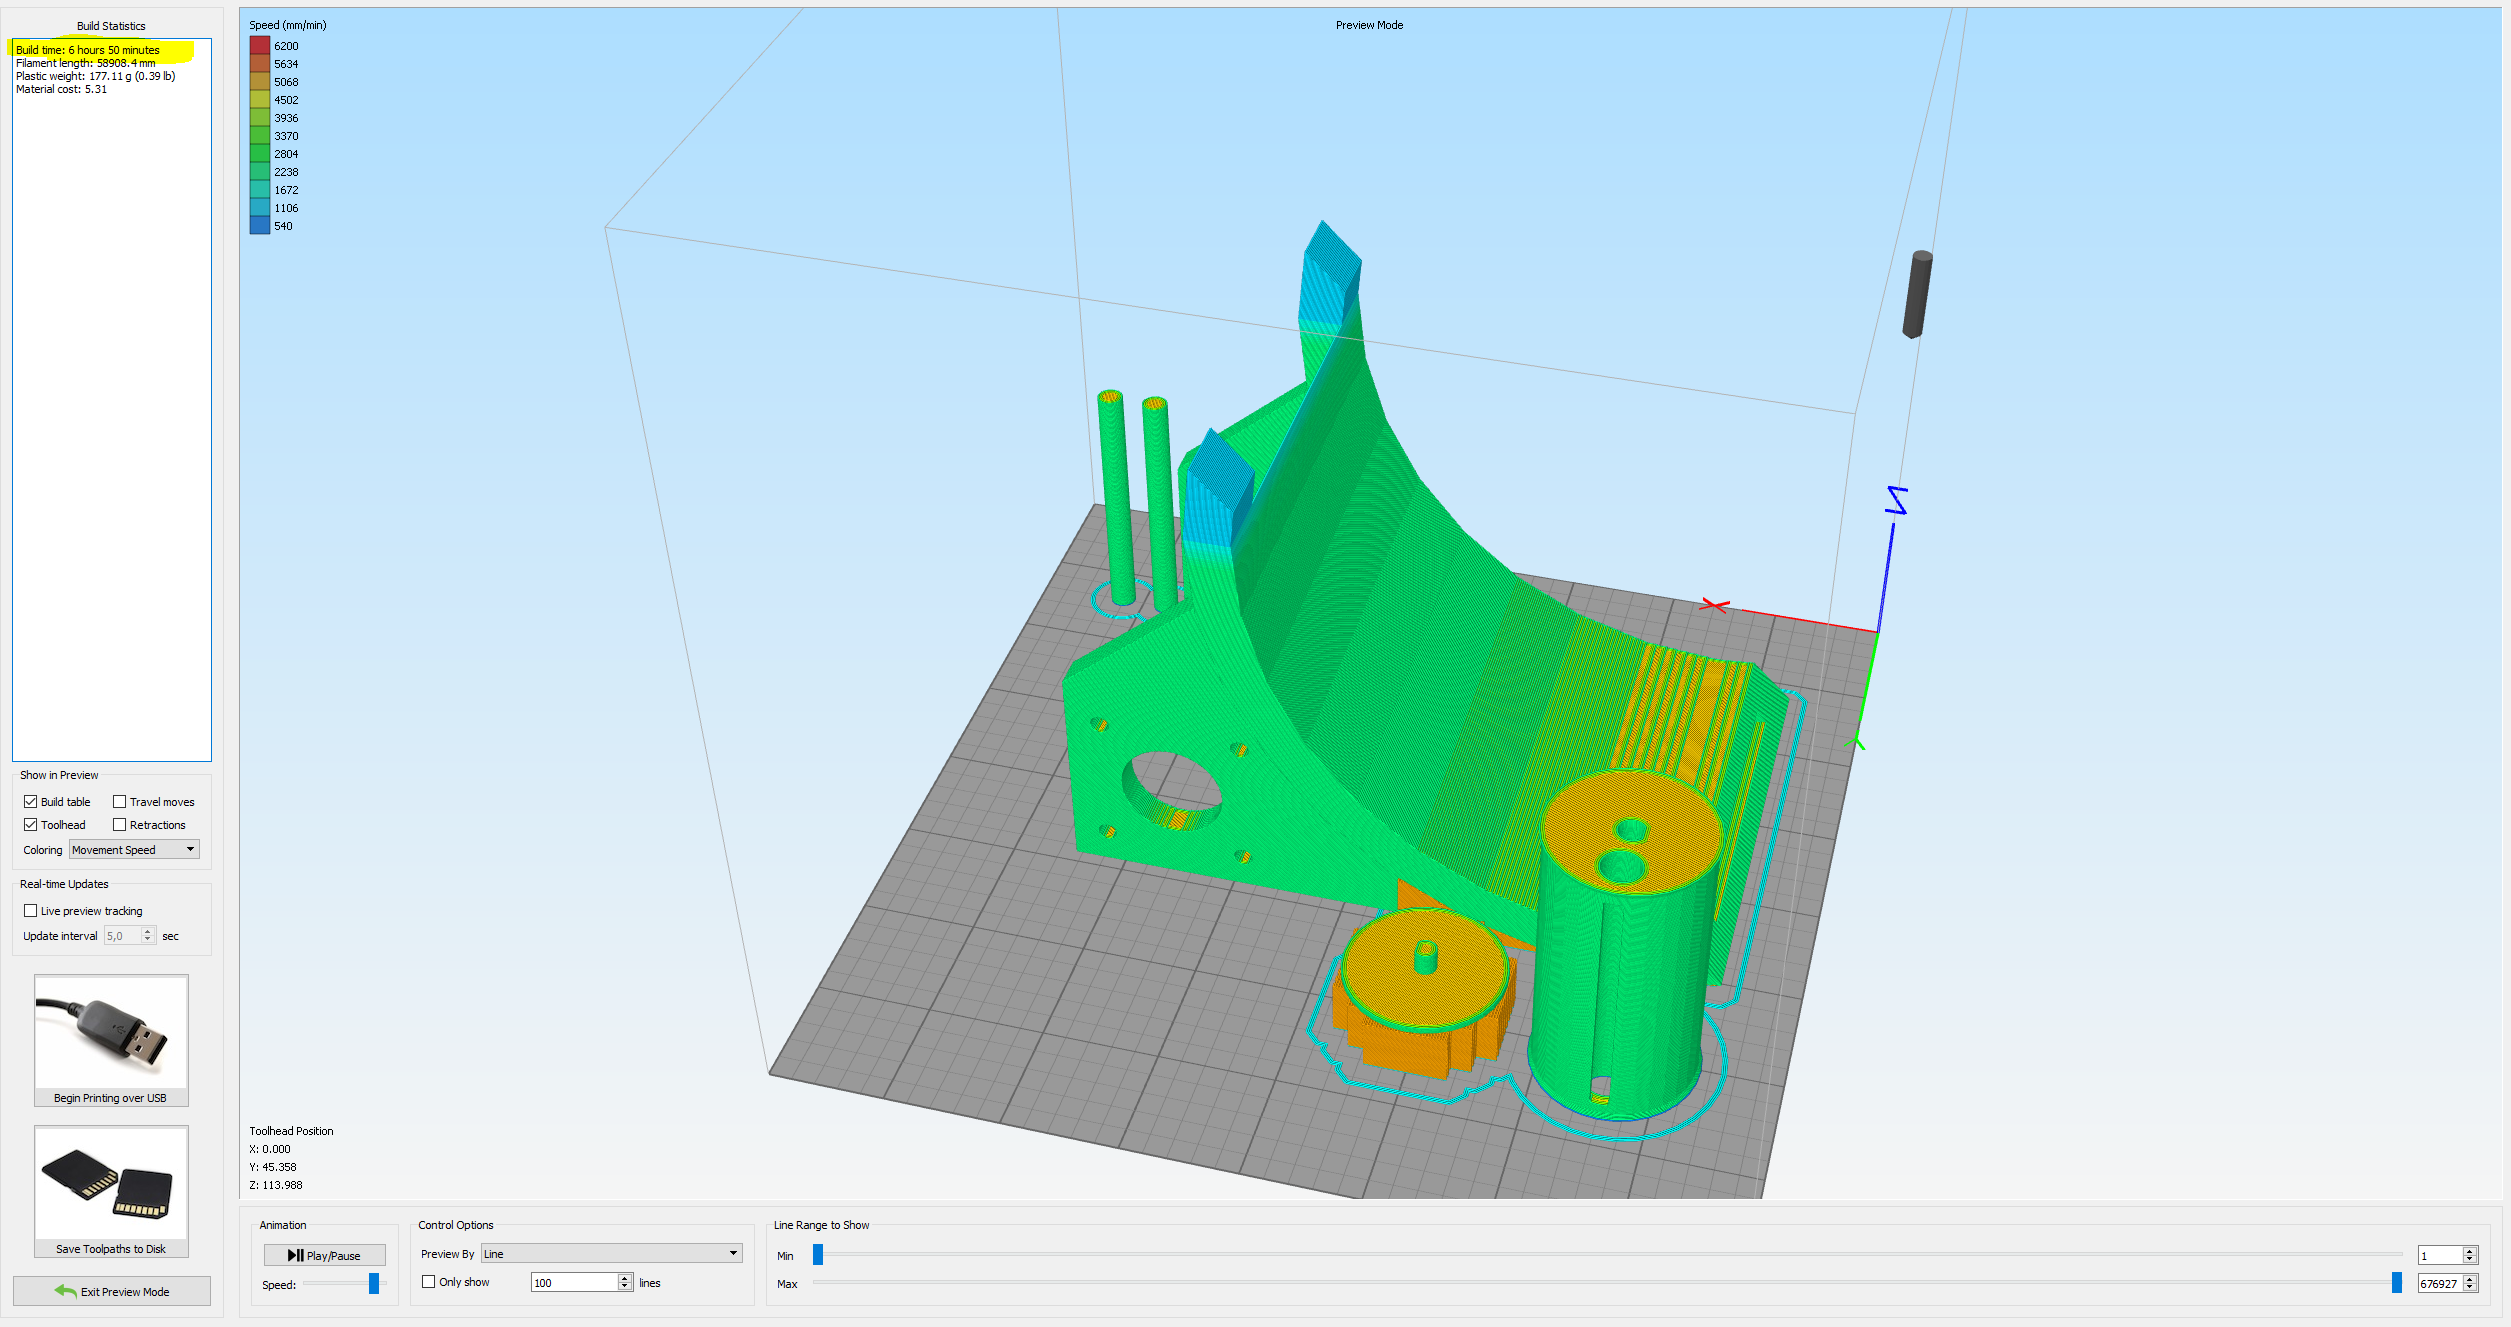 Build Statistics
Build time: 6 hours 50 minutes
Filament length: 58908.4 mm
Plastic weight: 177.11 g (0.39 lb)
Material cost: 5.31
Show in Preview
Build table
Travel moves
Toolhead
Retractions
Coloring
Movement Speed
Real-time Updates
Live preview tracking
Update interval 5,0 sec
Begin Printing over USB
Save Toolpaths to Disk
Exit Preview Mode
Speed (mm/min)
6200
5634
5068
4502
3936
3370
2804
2238
1672
1106
540
Preview Mode
X
Y
Z
Toolhead Position
X: 0.000
Y: 45.358
Z: 113.988
Animation
Play/Pause
Speed:
Control Options
Preview By Line
Only show 100 lines
Line Range to Show
Min 1
Max 676927